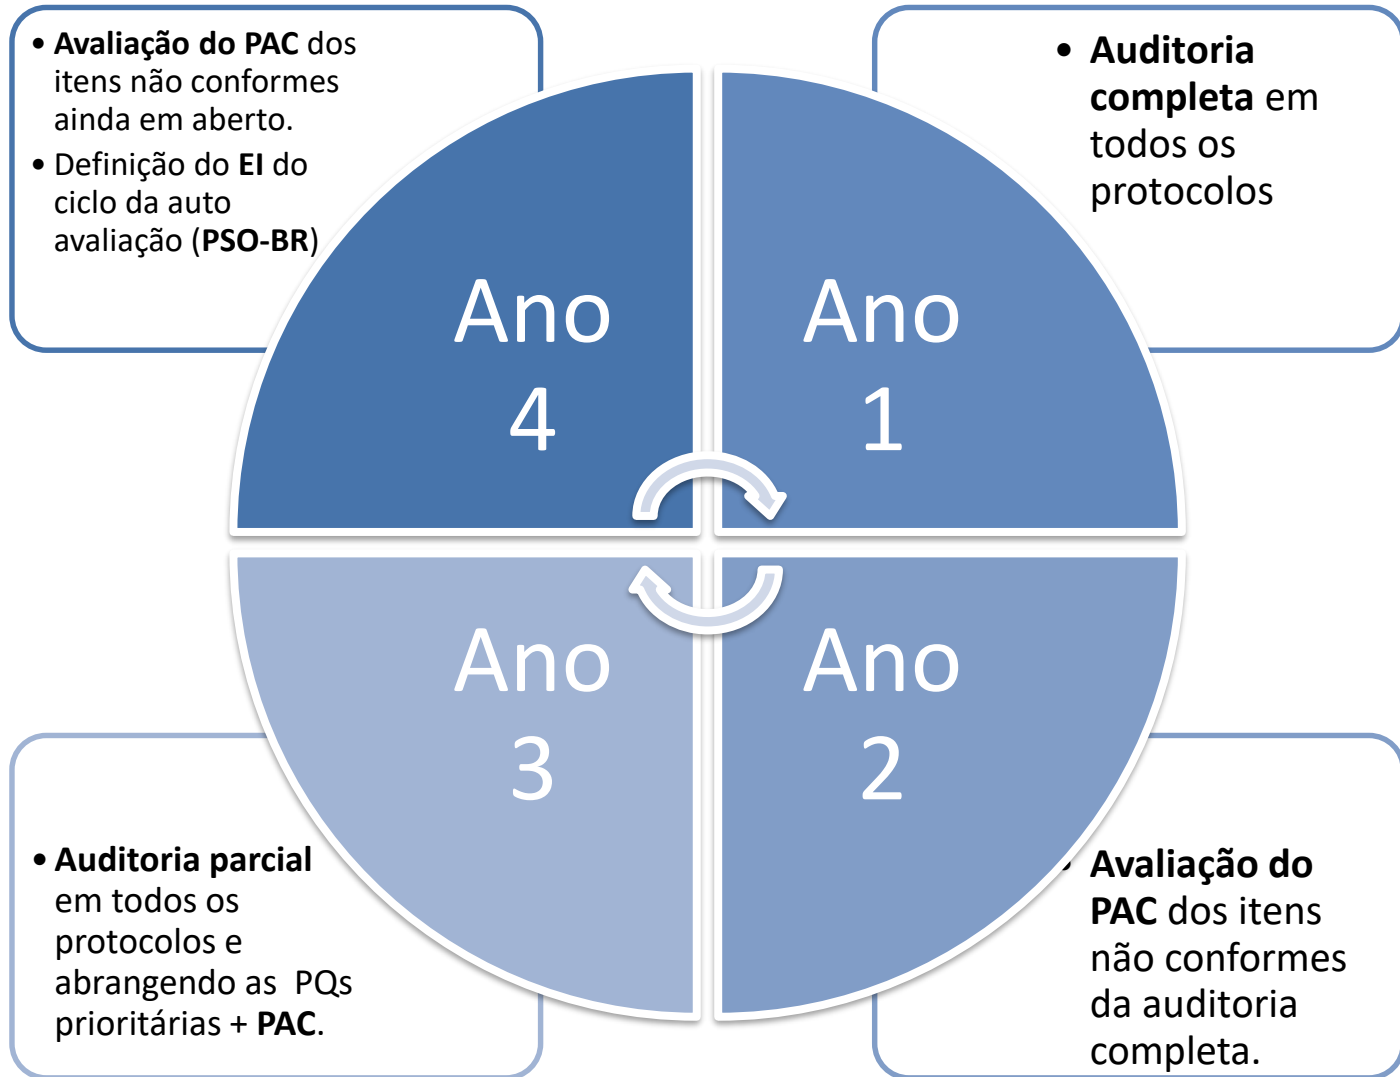 • Avaliação do PAC dos
itens não conformes
ainda em aberto.
• Definição do EI do
ciclo da auto
avaliação (PSO-BR)
• Auditoria
completa em
todos os
protocolos
Ano
4
Ano
1
Ano
3
Ano
2
• Auditoria parcial
em todos os
protocolos e
abrangendo as PQs
prioritárias + PAC.
• Avaliação do
PAC dos itens
não conformes
da auditoria
completa.